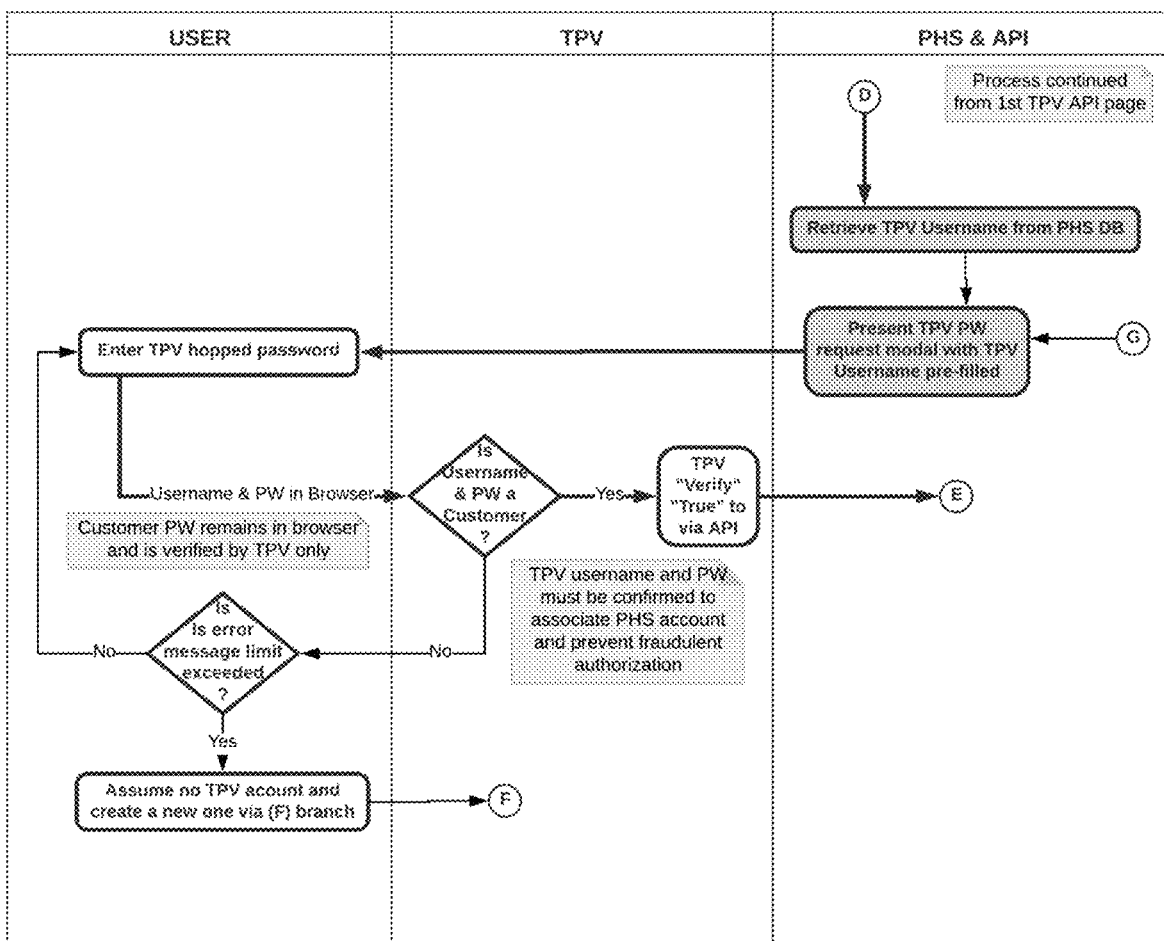 USER
TPV
PHS & API
D
Process continued
from 1st TPV API page
Retrieve TPV Username from PHS DB
Enter TPV hopped password
Present TPV PW
request modal with TPV
Username pre-filled
G
Is
Username
& PW a
Customer
?
Username & PW in Browser
Yes
TPV
"Verify"
"True" to
via API
E
Customer PW remains in browser
and is verified by TPV only
TPV username and PW
must be confirmed to
associate PHS account
and prevent fraudulent
authorization
Is
Is error
message limit
exceeded
?
No
No
Yes
Assume no TPV acount and
create a new one via (F) branch
F